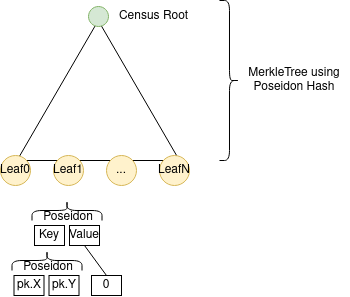 Census Root
MerkleTree using
Poseidon Hash
Leaf0
Leaf1
...
LeafN
Poseidon
Key
Value
Poseidon
pk.X
pk.Y
0